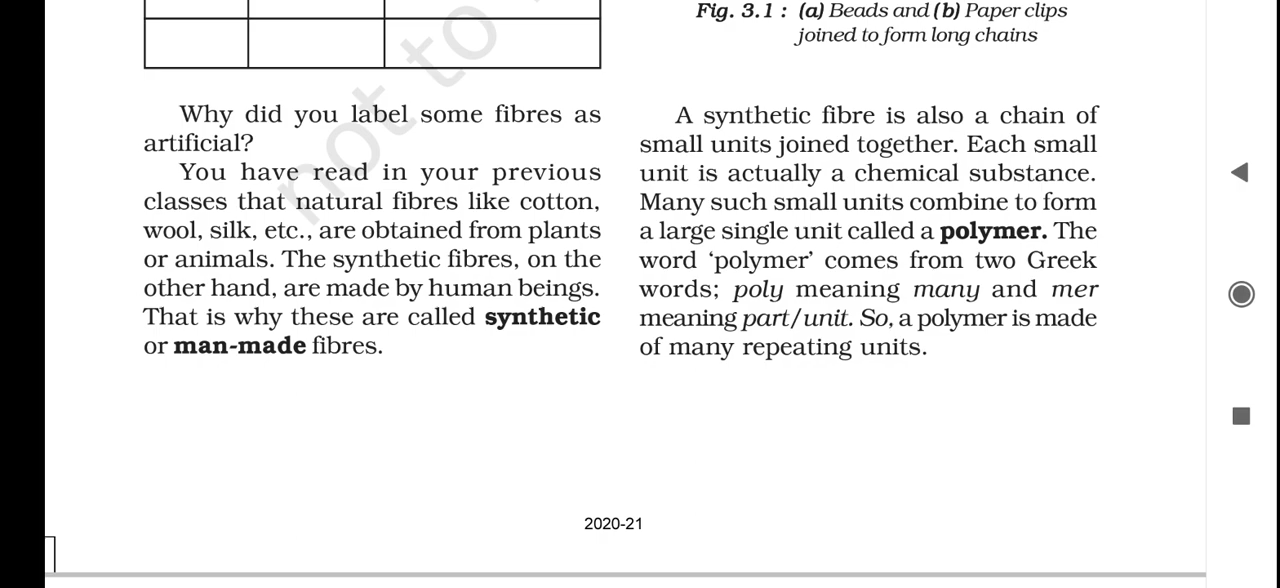 Fig. 3.1 : (a) Beads and (b) Paper clips
joined to form long chains
not to
Why did you label some fibres as
artificial?
You have read in your previous
classes that natural fibres like cotton,
wool, silk, etc., are obtained from plants
or animals. The synthetic fibres, on the
other hand, are made by human beings.
That is why these are called synthetic
or man-made fibres.
A synthetic fibre is also a chain of
small units joined together. Each small
unit is actually a chemical substance.
Many such small units combine to form
a large single unit called a polymer. The
word ‘polymer’ comes from two Greek
words; poly meaning many and mer
meaning part/unit. So, a polymer is made
of many repeating units.
2020-21